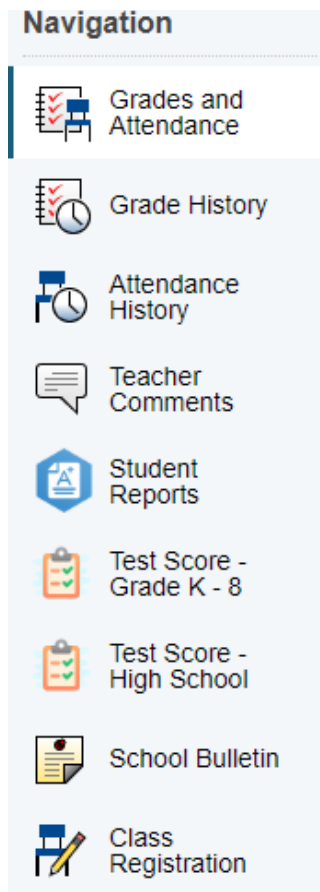 Navigation
Grades and
Attendance
Grade History
Attendance
History
Teacher
Comments
Student
Reports
Test Score -
Grade K - 8
Test Score -
High School
School Bulletin
Class
Registration